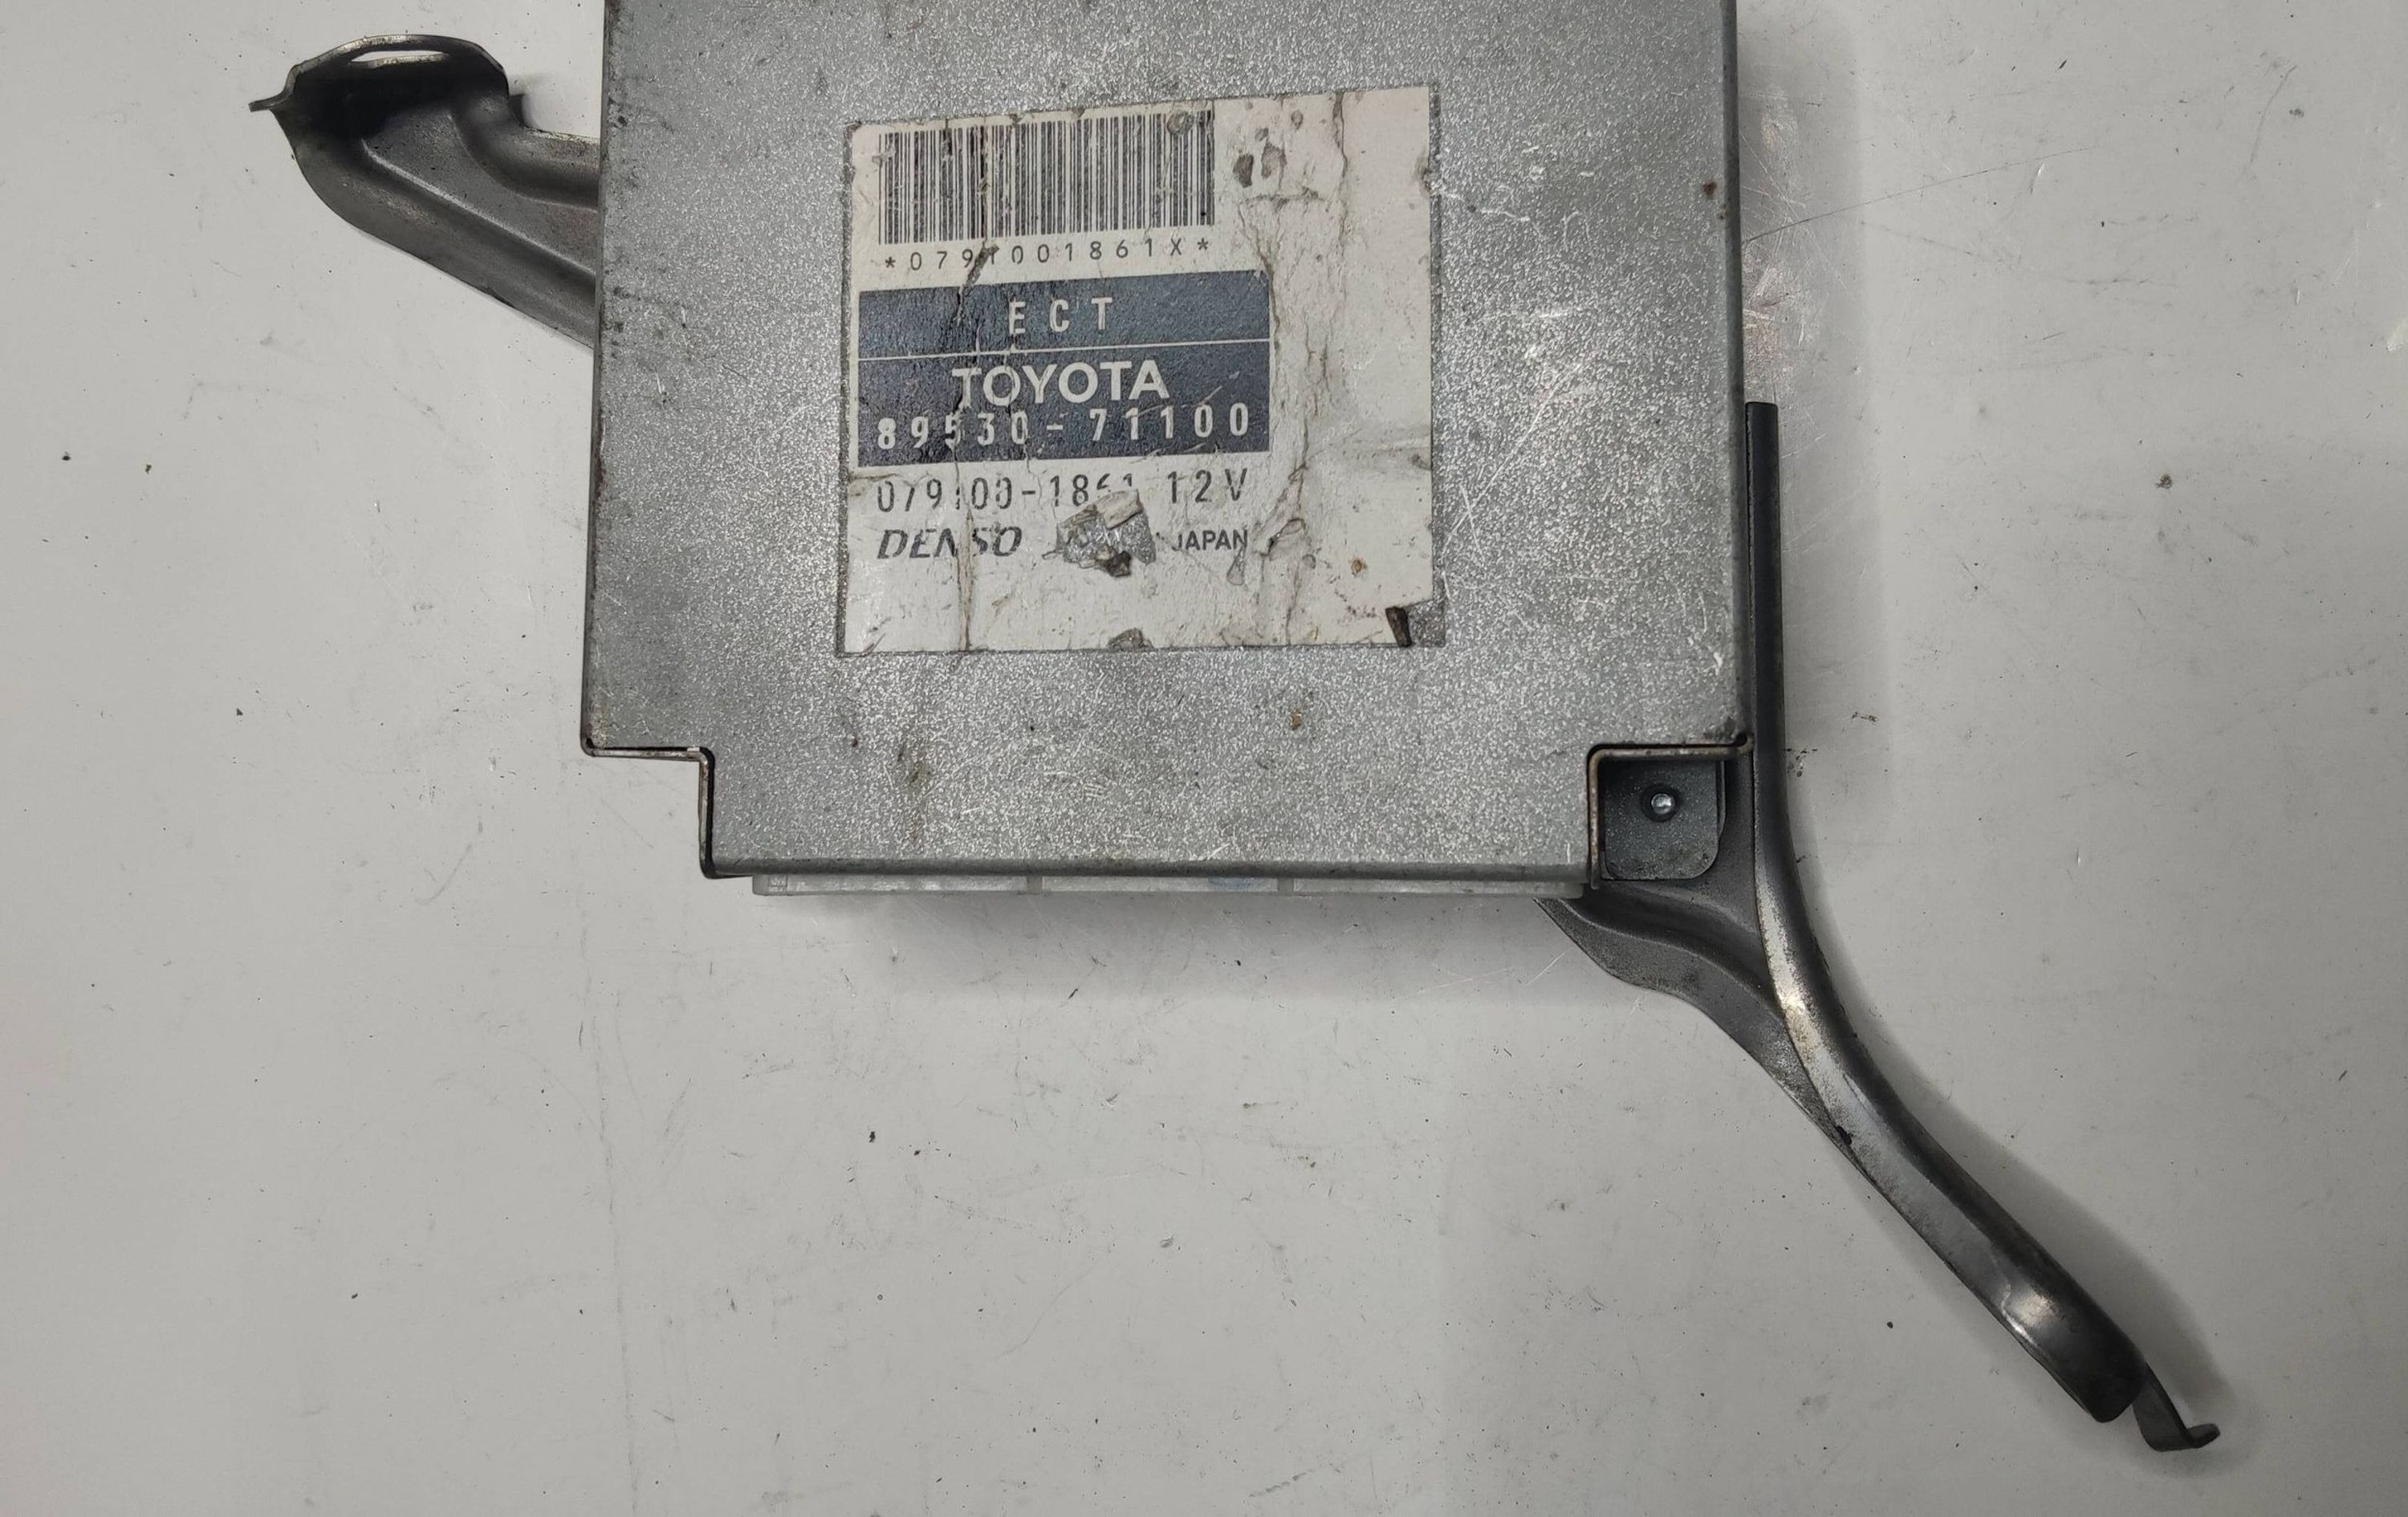 *0791001861X*
ECT
TOYOTA
89530-71100
079100-1861 12V
DENSO JAPAN